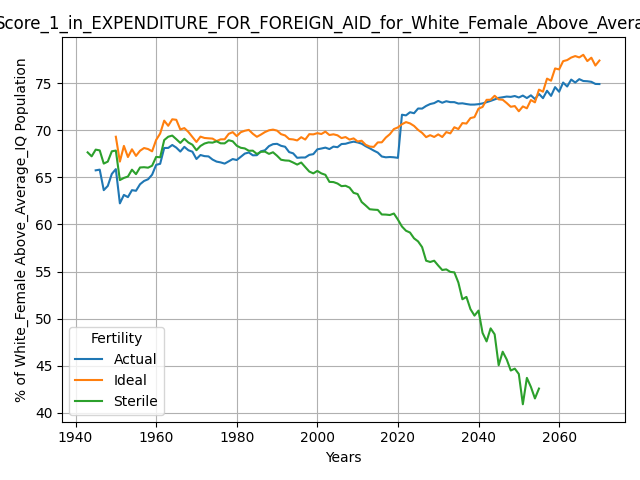 Score_1_in_EXPENDITURE_FOR_FOREIGN_AID_for_White_Female_Above_Avera
% of White_Female Above_Average_IQ Population
75
70
65
60
55
50
45
40
Fertility
Actual
Ideal
Sterile
1940 1960 1980 2000 2020 2040 2060
Years